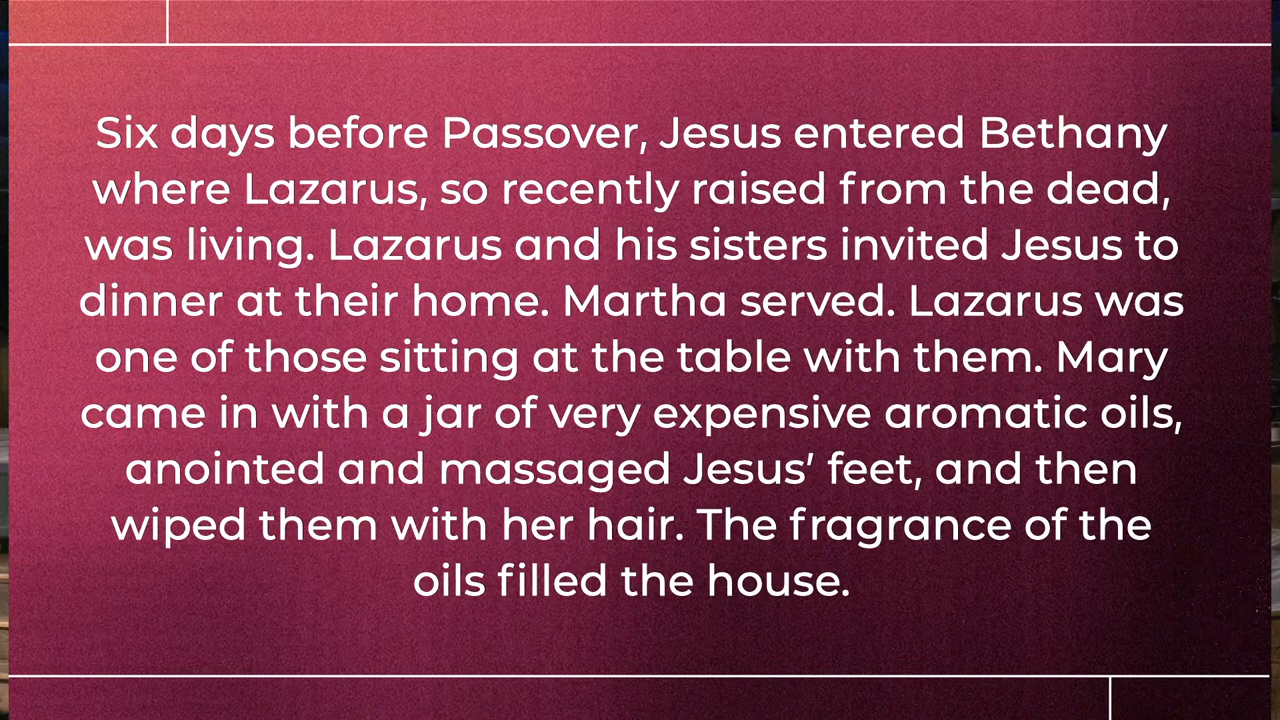 Six days before Passover, Jesus entered Bethany
where Lazarus, so recently raised from the dead,
was living. Lazarus and his sisters invited Jesus to
dinner at their home. Martha served. Lazarus was
one of those sitting at the table with them. Mary
came in with a jar of very expensive aromatic oils,
anointed and massaged Jesus’ feet, and then
wiped them with her hair. The fragrance of the
oils filled the house.